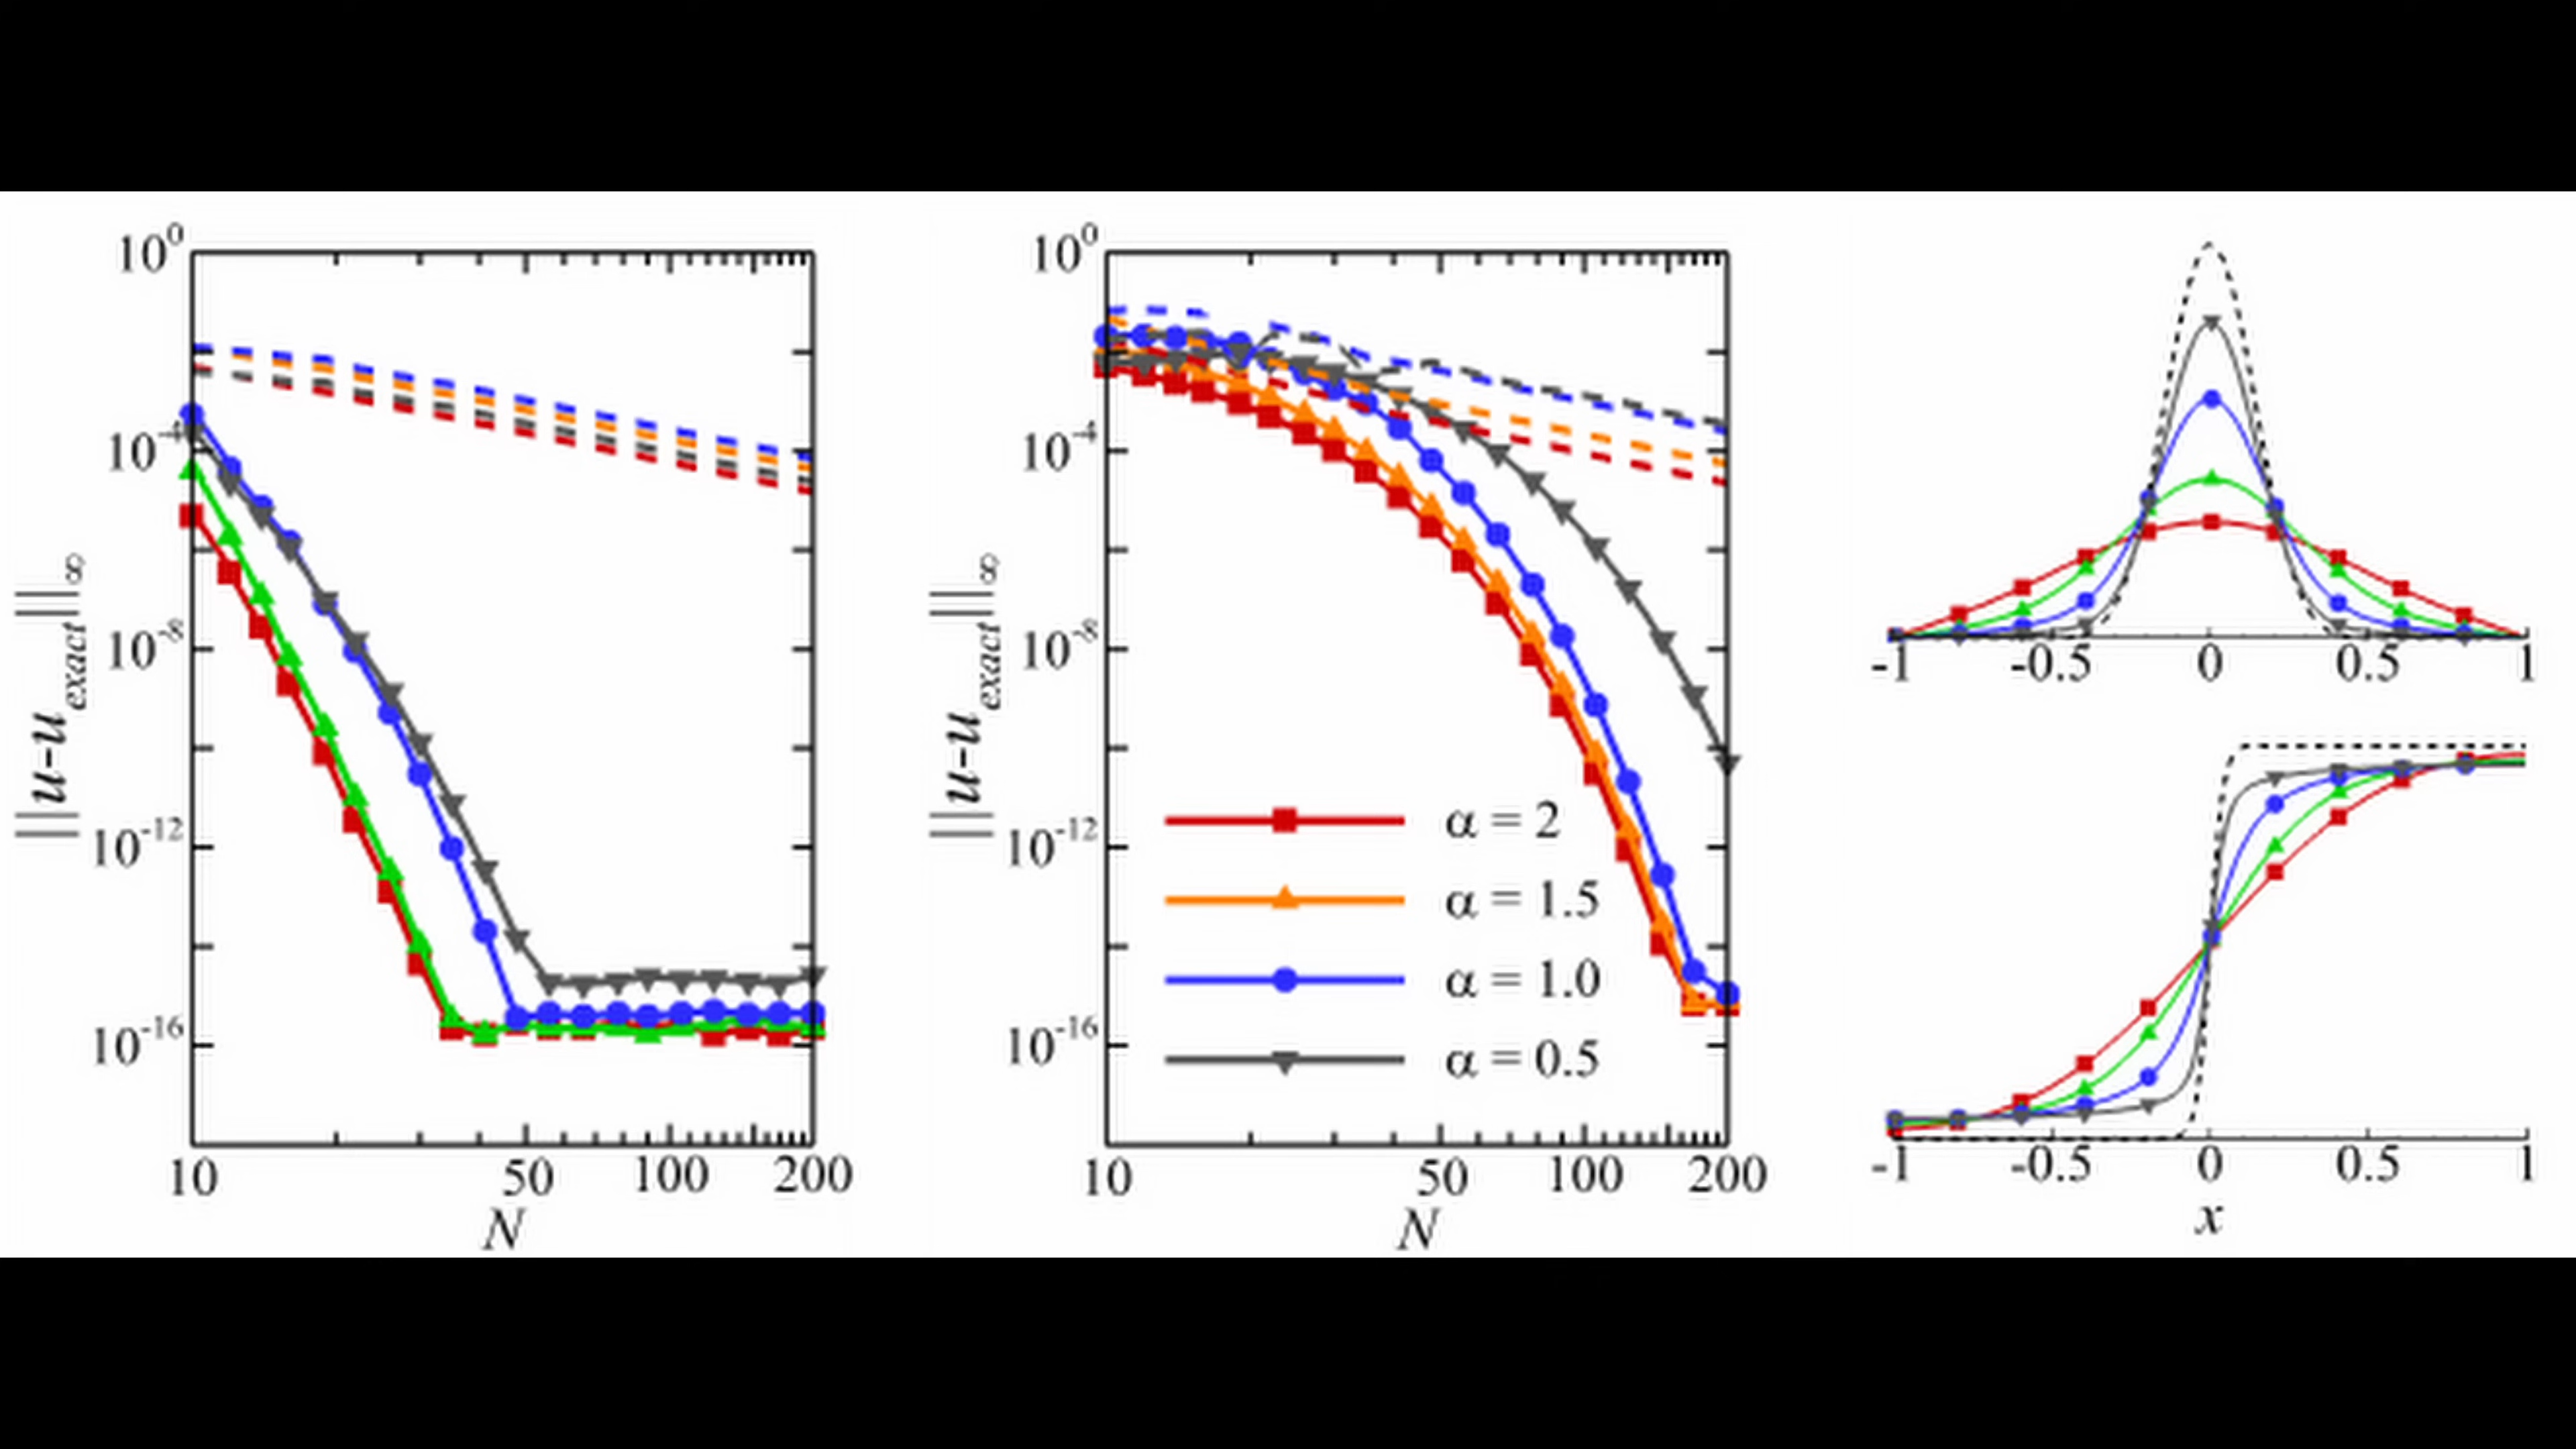 10^0
10^-4
10^-8
10^-12
10^-16
||u-u_exact||_∞
10 50 100 200
N
10^0
10^-4
10^-8
10^-12
10^-16
||u-u_exact||_∞
α = 2
α = 1.5
α = 1.0
α = 0.5
10 50 100 200
N
-1 -0.5 0 0.5 1
-1 -0.5 0 0.5 1
x